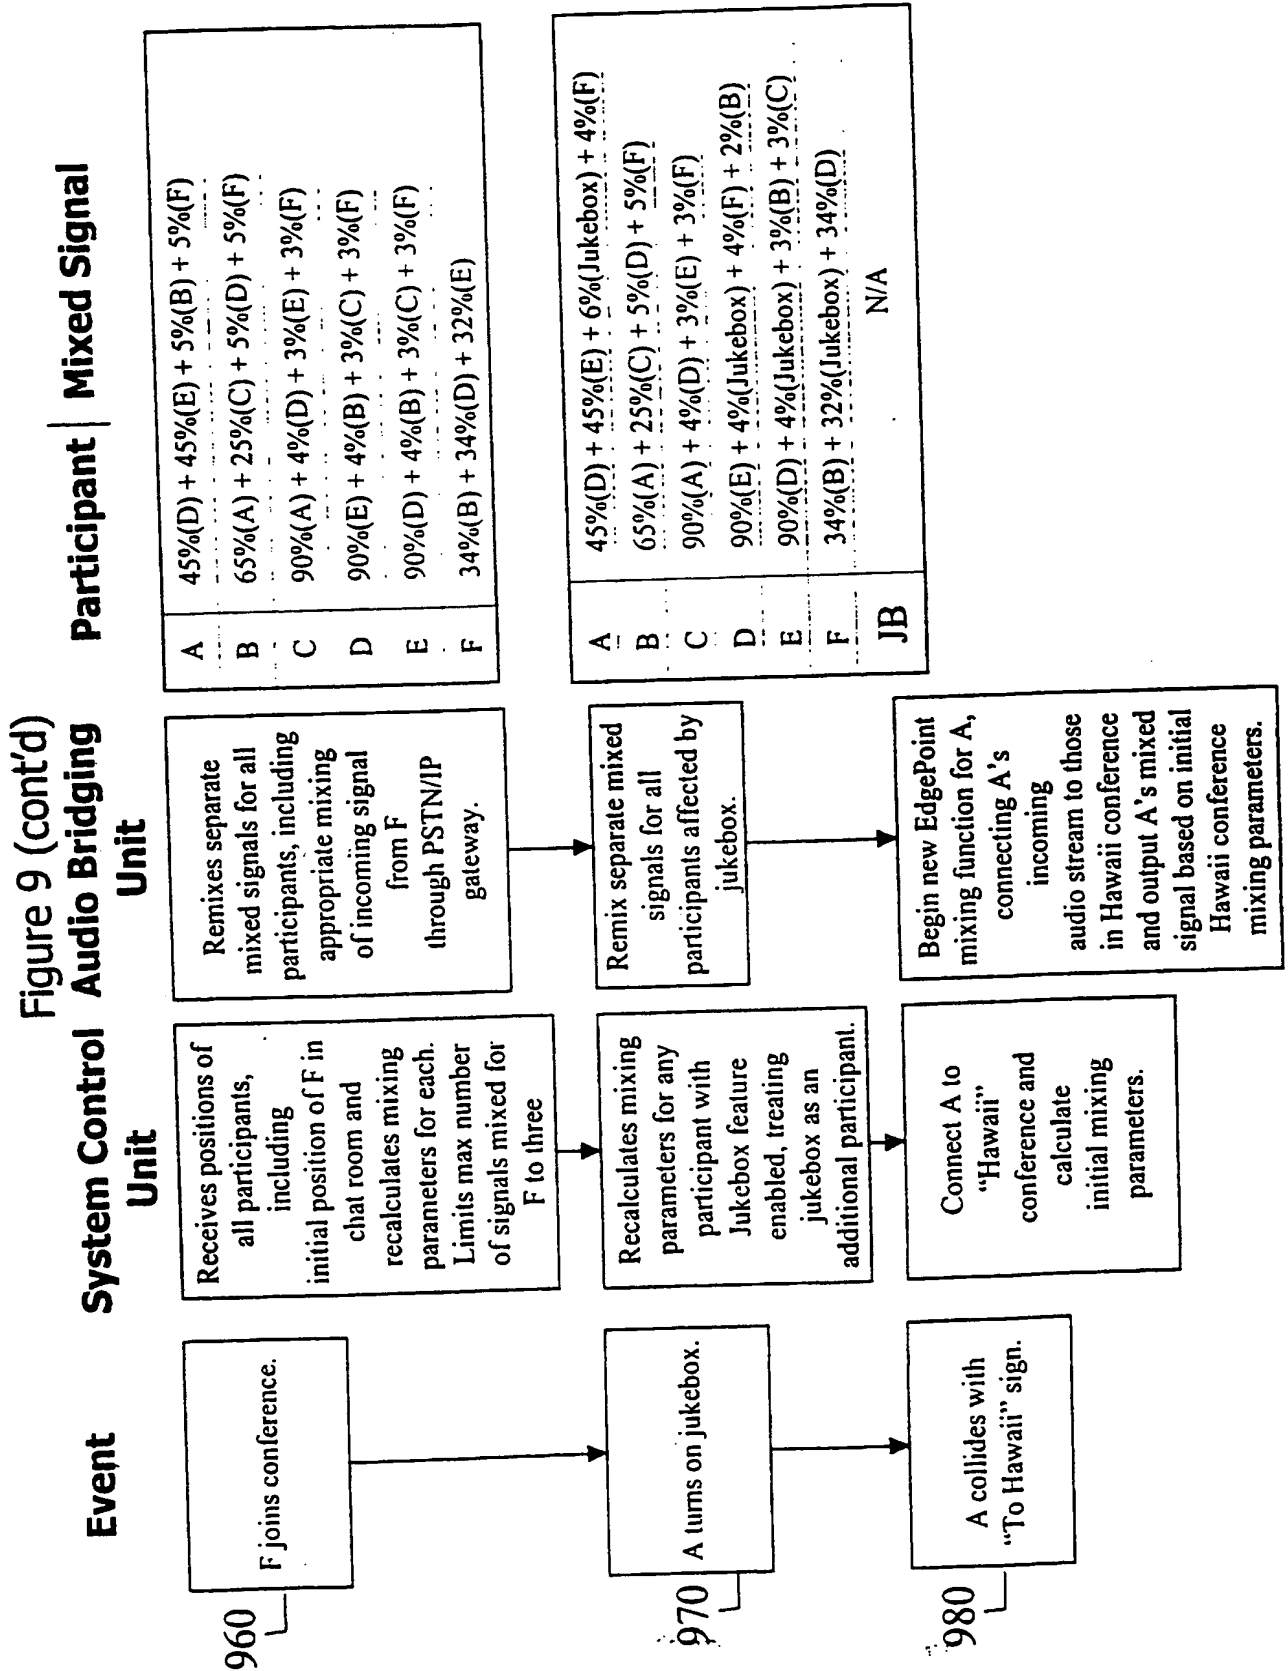 Figure 9 (cont'd)
Event
System Control
Unit
Audio Bridging
Unit
Participant | Mixed Signal
960
F joins conference.
Receives positions of
all participants,
including
initial position of F in
chat room and
recalculates mixing
parameters for each.
Limits max number
of signals mixed for
F to three
Remixes separate
mixed signals for all
participants, including
appropriate mixing
of incoming signal
from F
through PSTN/IP
gateway.
A 45%(D) + 45%(E) + 5%(B) + 5%(F)
B 65%(A) + 25%(C) + 5%(D) + 5%(F)
C 90%(A) + 4%(D) + 3%(E) + 3%(F)
D 90%(E) + 4%(B) + 3%(C) + 3%(F)
E 90%(D) + 4%(B) + 3%(C) + 3%(F)
F 34%(B) + 34%(D) + 32%(E)
970
A turns on jukebox.
Recalculates mixing
parameters for any
participant with
Jukebox feature
enabled, treating
jukebox as an
additional participant.
Remix separate mixed
signals for all
participants affected by
jukebox.
A 45%(D) + 45%(E) + 6%(Jukebox) + 4%(F)
B 65%(A) + 25%(C) + 5%(D) + 5%(F)
C 90%(A) + 4%(D) + 3%(E) + 3%(F)
D 90%(E) + 4%(Jukebox) + 4%(F) + 2%(B)
E 90%(D) + 4%(Jukebox) + 3%(B) + 3%(C)
F 34%(B) + 32%(Jukebox) + 34%(D)
JB N/A
980
A collides with
"To Hawaii" sign.
Connect A to
"Hawaii"
conference and
calculate
initial mixing
parameters.
Begin new EdgePoint
mixing function for A,
connecting A's
incoming
audio stream to those
in Hawaii conference
and output A's mixed
signal based on initial
Hawaii conference
mixing parameters.